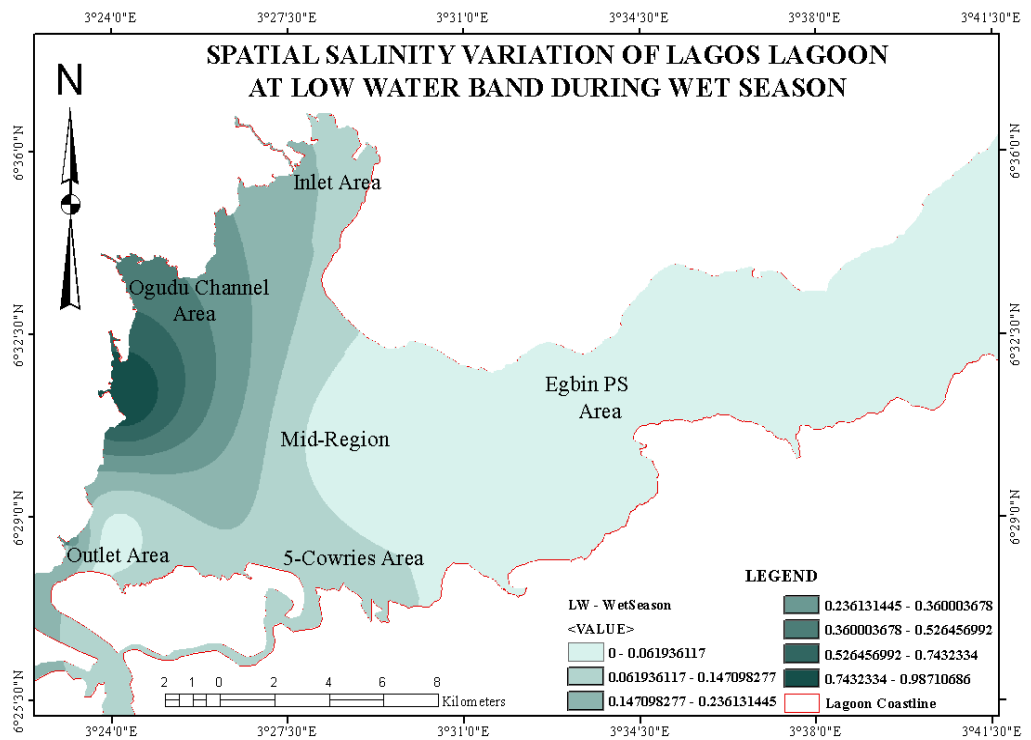 3°24'0"E 3°27'30"E 3°31'0"E 3°34'30"E 3°38'0"E 3°41'30"E
SPATIAL SALINITY VARIATION OF LAGOS LAGOON
AT LOW WATER BAND DURING WET SEASON
N
6°36'0"N 6°36'0"N
Inlet Area
Ogudu Channel
Area
6°32'30"N 6°32'30"N
Egbin PS
Area
Mid-Region
6°29'0"N 6°29'0"N
Outlet Area 5-Cowries Area
LEGEND
LW - WetSeason
<VALUE>
0 - 0.061936117
0.061936117 - 0.147098277
0.147098277 - 0.236131445
0.236131445 - 0.360003678
0.360003678 - 0.526456992
0.526456992 - 0.7432334
0.7432334 - 0.98710686
Lagoon Coastline
2 1 0 2 4 6 8
Kilometers
6°25'30"N 6°25'30"N
3°24'0"E 3°27'30"E 3°31'0"E 3°34'30"E 3°38'0"E 3°41'30"E